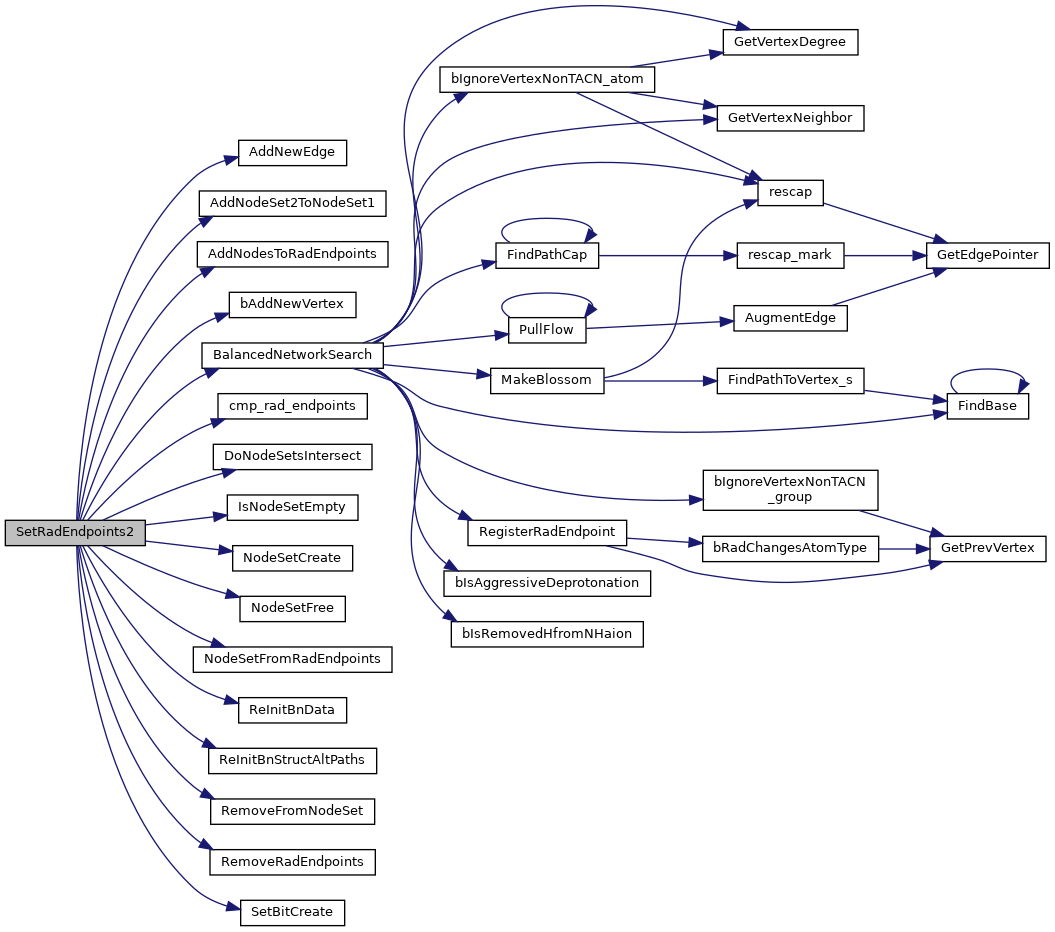 SetRadEndpoints2
AddNewEdge
AddNodeSet2ToNodeSet1
AddNodesToRadEndpoints
bAddNewVertex
BalancedNetworkSearch
cmp_rad_endpoints
DoNodeSetsIntersect
IsNodeSetEmpty
NodeSetCreate
NodeSetFree
NodeSetFromRadEndpoints
ReInitBnData
ReInitBnStructAltPaths
RemoveFromNodeSet
RemoveRadEndpoints
SetBitCreate
bIgnoreVertexNonTACN_atom
FindPathCap
PullFlow
MakeBlossom
RegisterRadEndpoint
bIsAggressiveDeprotonation
bIsRemovedHfromNHaion
GetVertexDegree
GetVertexNeighbor
rescap
rescap_mark
AugmentEdge
FindPathToVertex_s
bIgnoreVertexNonTACN
_group
bRadChangesAtomType
GetEdgePointer
FindBase
GetPrevVertex